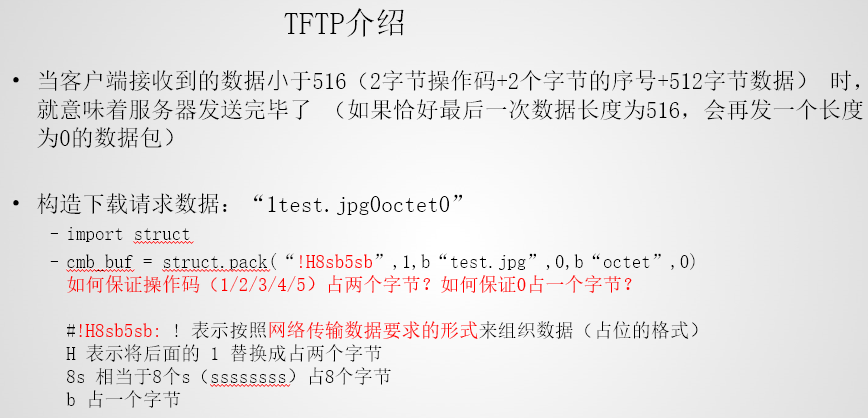 TFTP介绍
• 当客户端接收到的数据小于516（2字节操作码+2个字节的序号+512字节数据） 时，
就意味着服务器发送完毕了 （如果恰好最后一次数据长度为516，会再发一个长度
为0的数据包）
• 构造下载请求数据：“1test.jpg0octet0”
- import struct
- cmb_buf = struct.pack(“!H8sb5sb”,1,b“test.jpg”,0,b“octet”,0)
如何保证操作码（1/2/3/4/5）占两个字节？如何保证0占一个字节？
#!H8sb5sb: ! 表示按照网络传输数据要求的形式来组织数据（占位的格式）
H 表示将后面的 1 替换成占两个字节
8s 相当于8个s（ssssssss）占8个字节
b 占一个字节